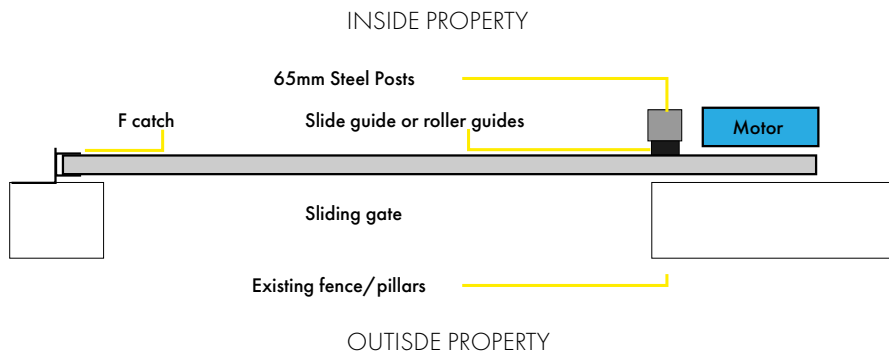 INSIDE PROPERTY
65mm Steel Posts
F catch
Slide guide or roller guides
Motor
Sliding gate
Existing fence/pillars
OUTISDE PROPERTY